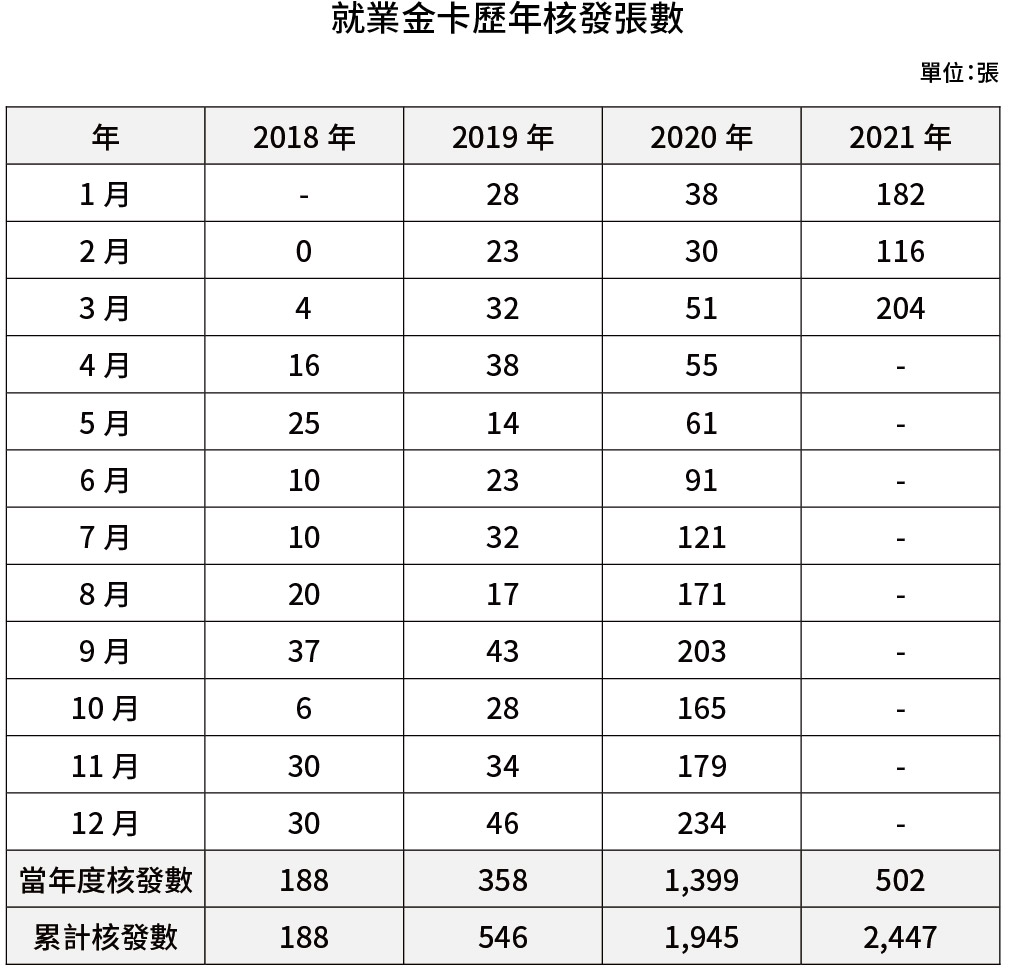 就業金卡歷年核發張數
單位：張
年 2018 年 2019 年 2020 年 2021 年
1 月 - 28 38 182
2 月 0 23 30 116
3 月 4 32 51 204
4 月 16 38 55 -
5 月 25 14 61 -
6 月 10 23 91 -
7 月 10 32 121 -
8 月 20 17 171 -
9 月 37 43 203 -
10 月 6 28 165 -
11 月 30 34 179 -
12 月 30 46 234 -
當年度核發數 188 358 1,399 502
累計核發數 188 546 1,945 2,447